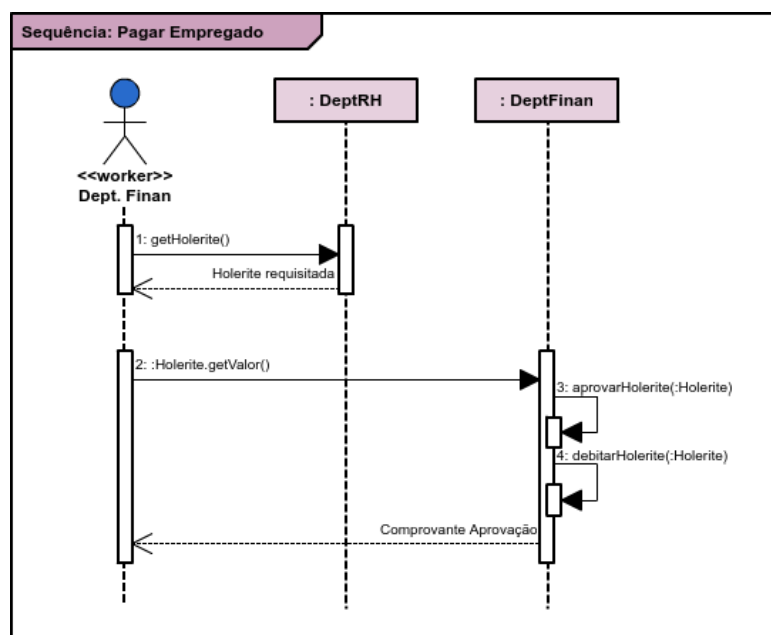 Sequência: Pagar Empregado
: DeptRH
: DeptFinan
<<worker>>
Dept. Finan
1: getHolerite()
Holerite requisitada
2: :Holerite.getValor()
3: aprovarHolerite(:Holerite)
4: debitarHolerite(:Holerite)
Comprovante Aprovação